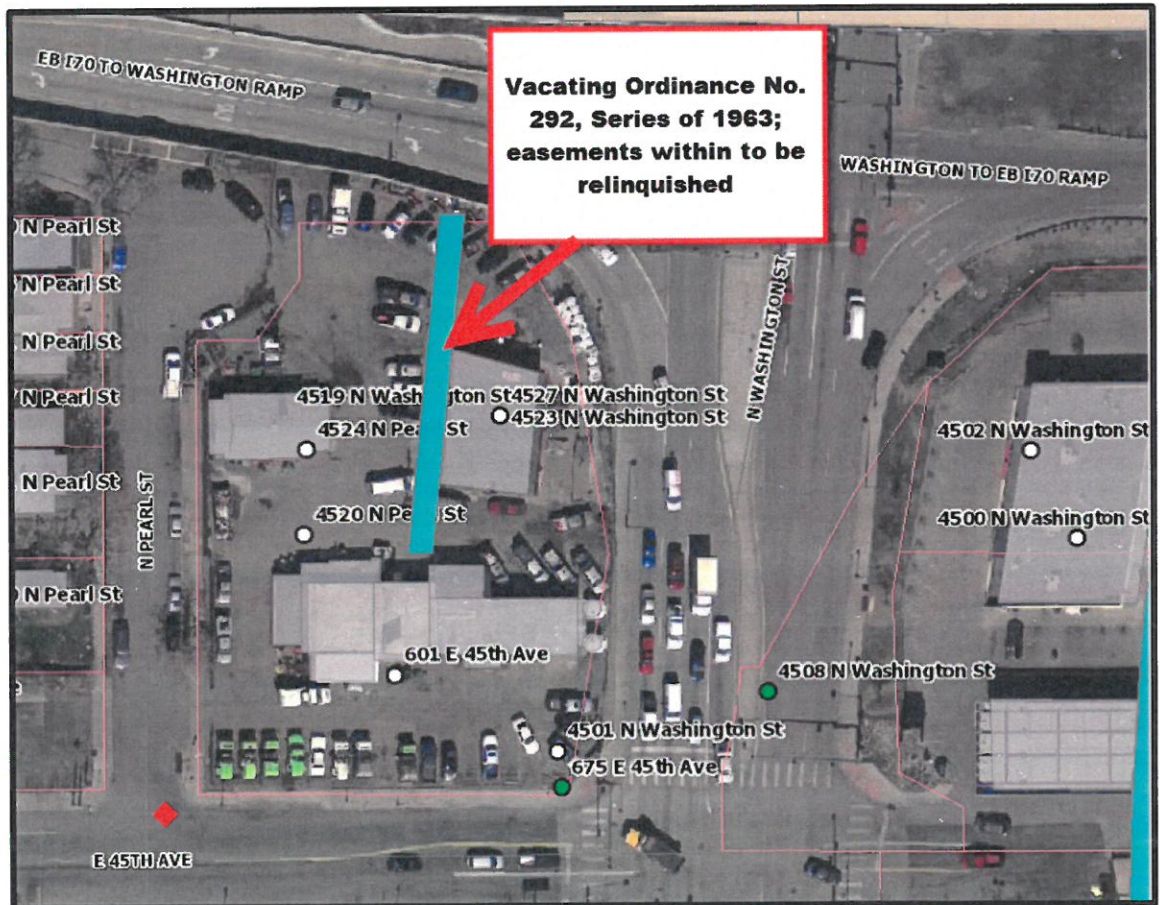 EB I70 TO WASHINGTON RAMP
Vacating Ordinance No.
292, Series of 1963;
easements within to be
relinquished
WASHINGTON TO EB I70 RAMP
N Pearl St
N Pearl St
N Pearl St
N Pearl St
N Pearl St
N Pearl St
N PEARL ST
N WASHINGTON ST
4519 N Washington St
4527 N Washington St
4523 N Washington St
4524 N Pearl St
4520 N Pearl St
4502 N Washington St
4500 N Washington St
601 E 45th Ave
4508 N Washington St
4501 N Washington St
675 E 45th Ave
E 45TH AVE